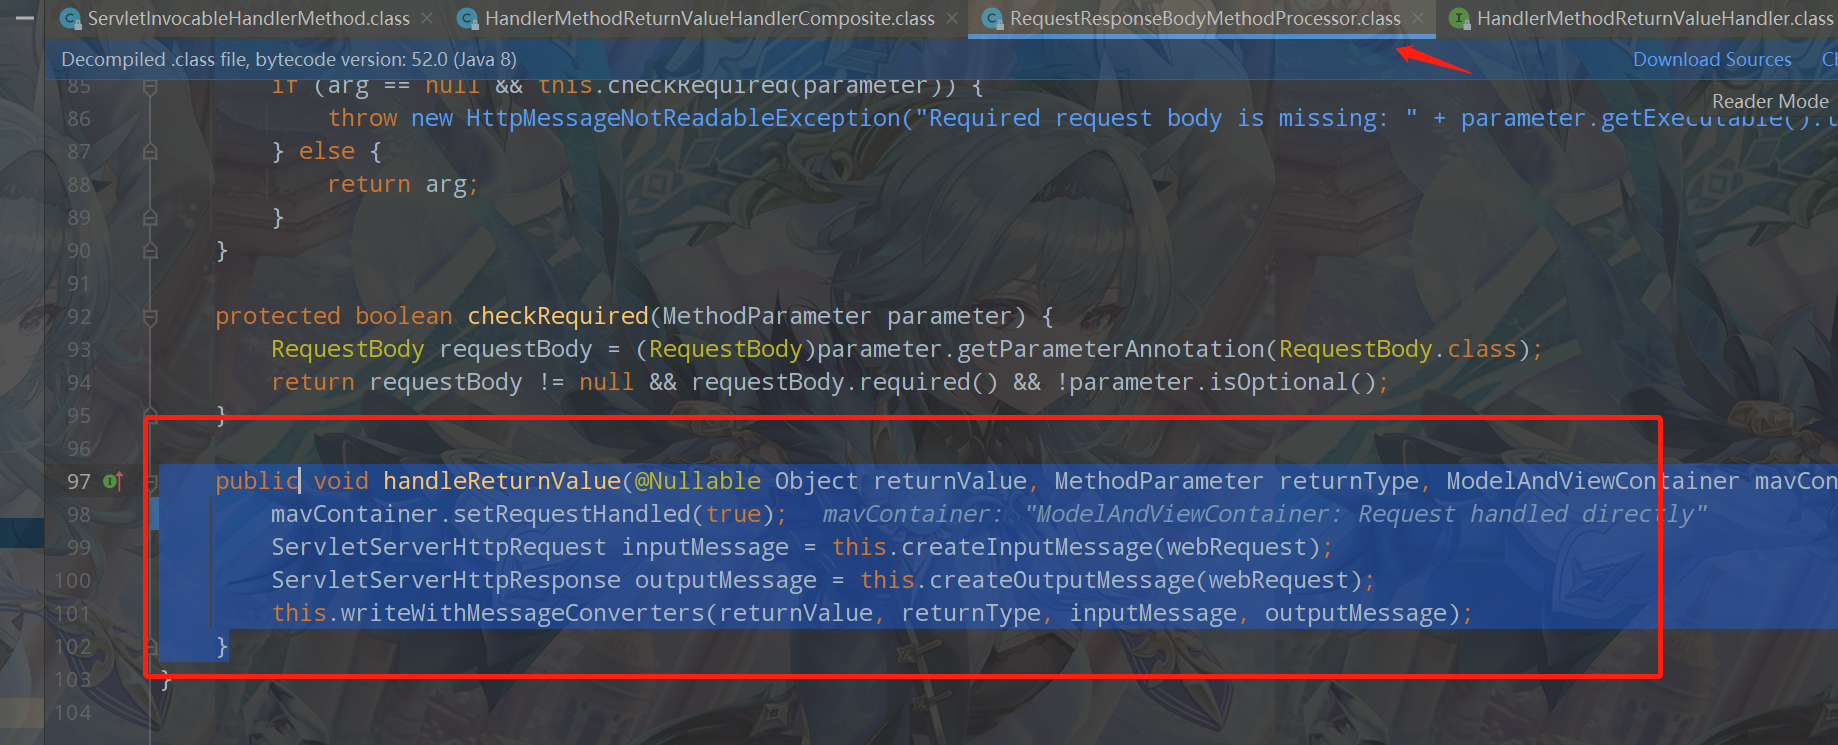 ServletInvocableHandlerMethod.class HandlerMethodReturnValueHandlerComposite.class RequestResponseBodyMethodProcessor.class HandlerMethodReturnValueHandler.class
Decompiled .class file, bytecode version: 52.0 (Java 8) Download Sources
Reader Mode
85 if (arg == null && this.checkRequired(parameter)) {
86 throw new HttpMessageNotReadableException("Required request body is missing: " + parameter.getExecutable().
87 } else {
88 return arg;
89 }
90 }
91
92 protected boolean checkRequired(MethodParameter parameter) {
93 RequestBody requestBody = (RequestBody)parameter.getParameterAnnotation(RequestBody.class);
94 return requestBody != null && requestBody.required() && !parameter.isOptional();
95 }
96
97 public void handleReturnValue(@Nullable Object returnValue, MethodParameter returnType, ModelAndViewContainer mavCon
98 mavContainer.setRequestHandled(true); mavContainer: "ModelAndViewContainer: Request handled directly"
99 ServletServerHttpRequest inputMessage = this.createInputMessage(webRequest);
100 ServletServerHttpResponse outputMessage = this.createOutputMessage(webRequest);
101 this.writeWithMessageConverters(returnValue, returnType, inputMessage, outputMessage);
102 }
103 }
104